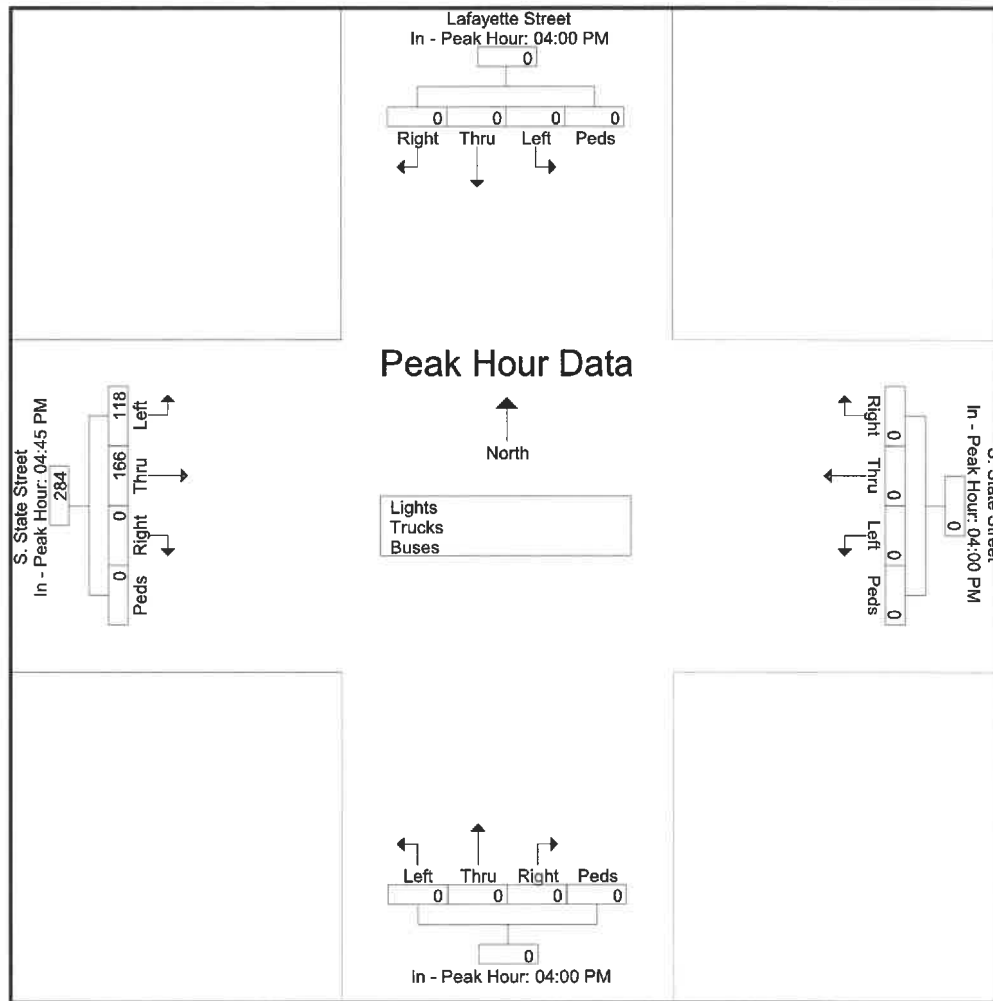 Lafayette Street
In - Peak Hour: 04:00 PM
0
0 0 0 0
Right Thru Left Peds
Peak Hour Data
North
Lights
Trucks
Buses
S. State Street
In - Peak Hour: 04:45 PM
284
118 166 0 0
Left Thru Right Peds
S. State Street
In - Peak Hour: 04:00 PM
0
0 0 0 0
Right Thru Left Peds
Left Thru Right Peds
0 0 0 0
0
In - Peak Hour: 04:00 PM